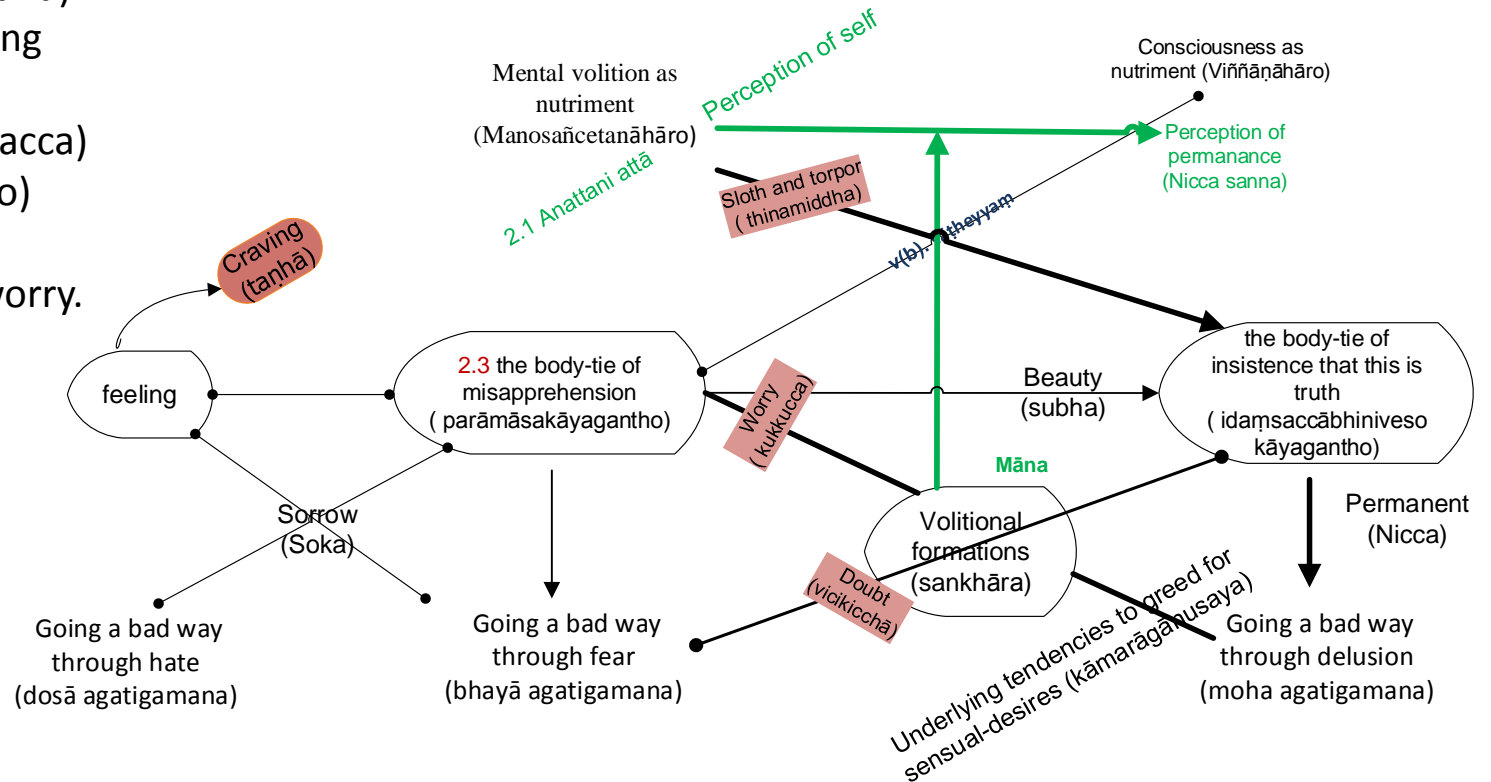 ng
acca)
o)
vorry.
Mental volition as
nutriment
(Manosañcetanāhāro)
Perception of self
2.1 Anattani attā
Consciousness as
nutriment (Viññāṇāhāro)
Perception of
permanance
(Nicca sanna)
Sloth and torpor
( thinamiddha)
v(b).
Craving
(taṇhā)
feeling
2.3 the body-tie of
misapprehension
( parāmāsakāyagantho)
Worry
( kukkucca)
Beauty
(subha)
the body-tie of
insistence that this is
truth
( idaṃsaccābhiniveso
kāyagantho)
Māna
Volitional
formations
(sankhāra)
Permanent
(Nicca)
Sorrow
(Soka)
Doubt
(vicikicchā)
Going a bad way
through hate
(dosā agatigamana)
Going a bad way
through fear
(bhayā agatigamana)
Underlying tendencies to greed for
sensual-desires (kāmarāgānusaya)
Going a bad way
through delusion
(moha agatigamana)